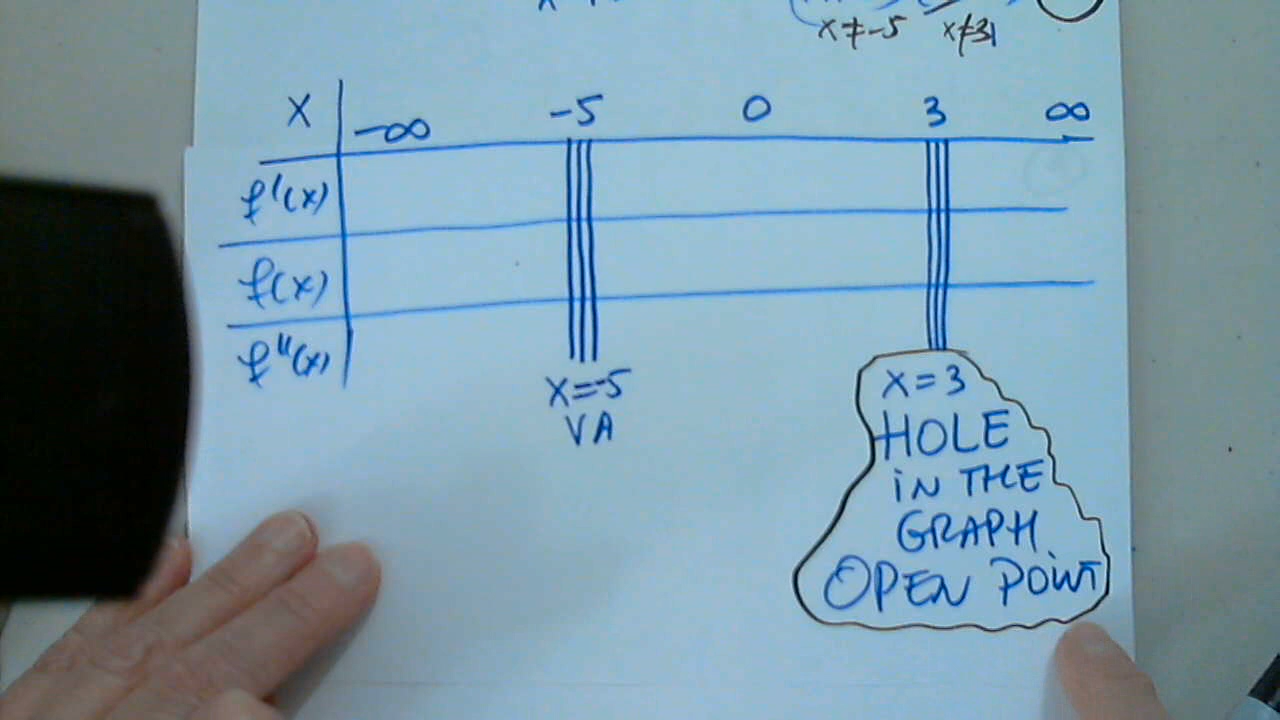 x≠-5 x≠3
x -∞ -5 0 3 ∞
f'(x)
f(x)
f''(x)
x=-5
VA
x=3
HOLE
iN THE
GRAPH
OPEN POiNT